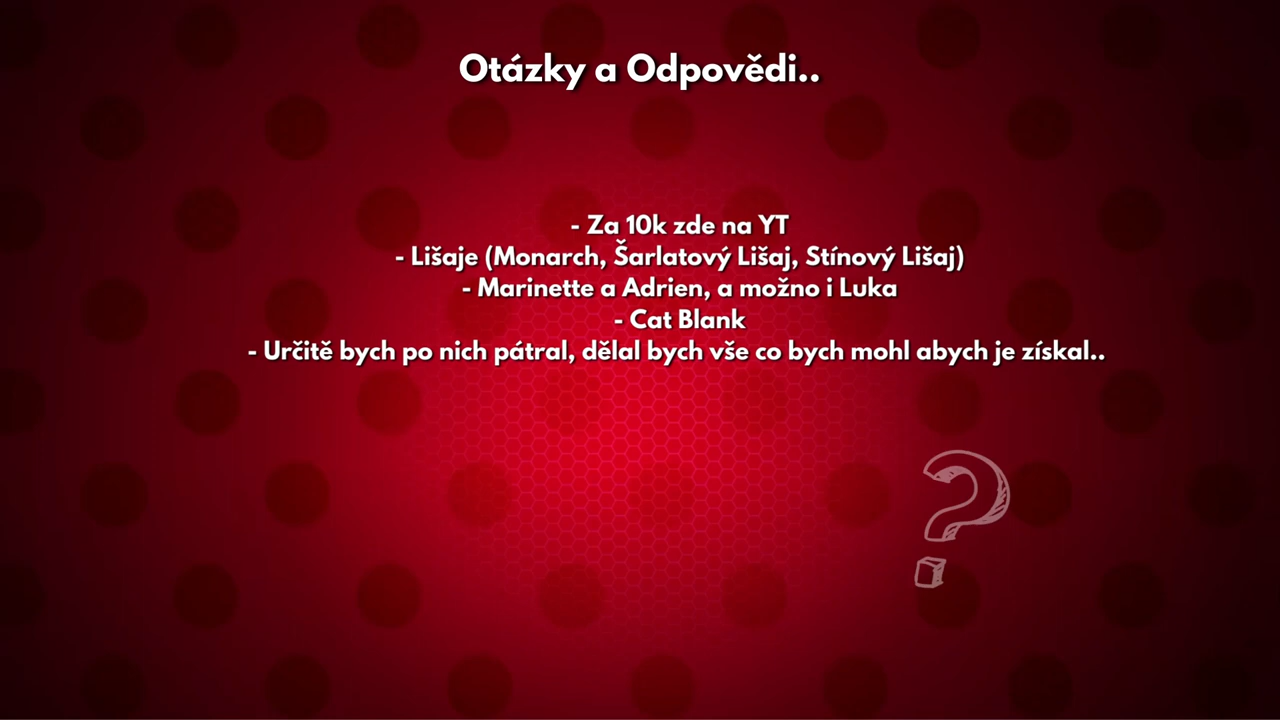 Otázky a Odpovědi..
- Za 10k zde na YT
- Lišaje (Monarch, Šarlatový Lišaj, Stínový Lišaj)
- Marinette a Adrien, a možno i Luka
- Cat Blank
- Určitě bych po nich pátral, dělal bych vše co bych mohl abych je získal..
?